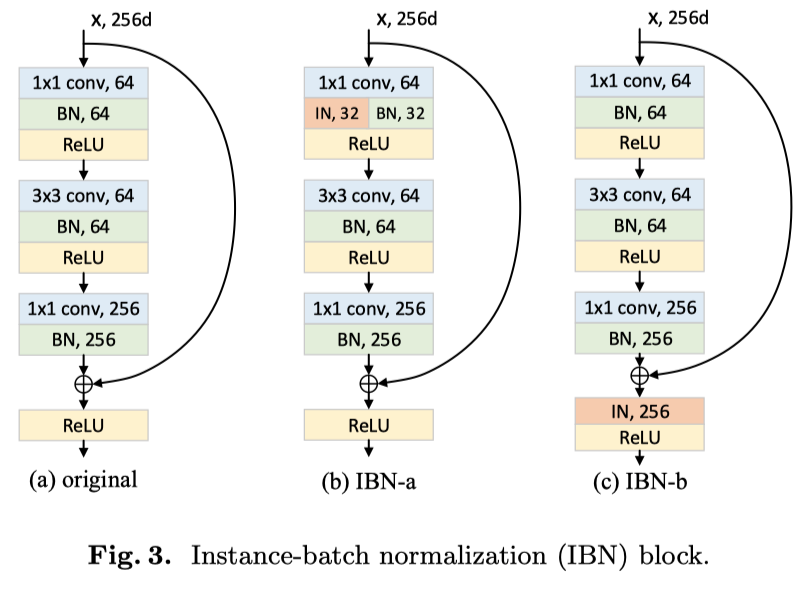 x, 256d
1x1 conv, 64
BN, 64
ReLU
3x3 conv, 64
BN, 64
ReLU
1x1 conv, 256
BN, 256
ReLU
(a) original
x, 256d
1x1 conv, 64
IN, 32 BN, 32
ReLU
3x3 conv, 64
BN, 64
ReLU
1x1 conv, 256
BN, 256
ReLU
(b) IBN-a
x, 256d
1x1 conv, 64
BN, 64
ReLU
3x3 conv, 64
BN, 64
ReLU
1x1 conv, 256
BN, 256
IN, 256
ReLU
(c) IBN-b
Fig. 3. Instance-batch normalization (IBN) block.